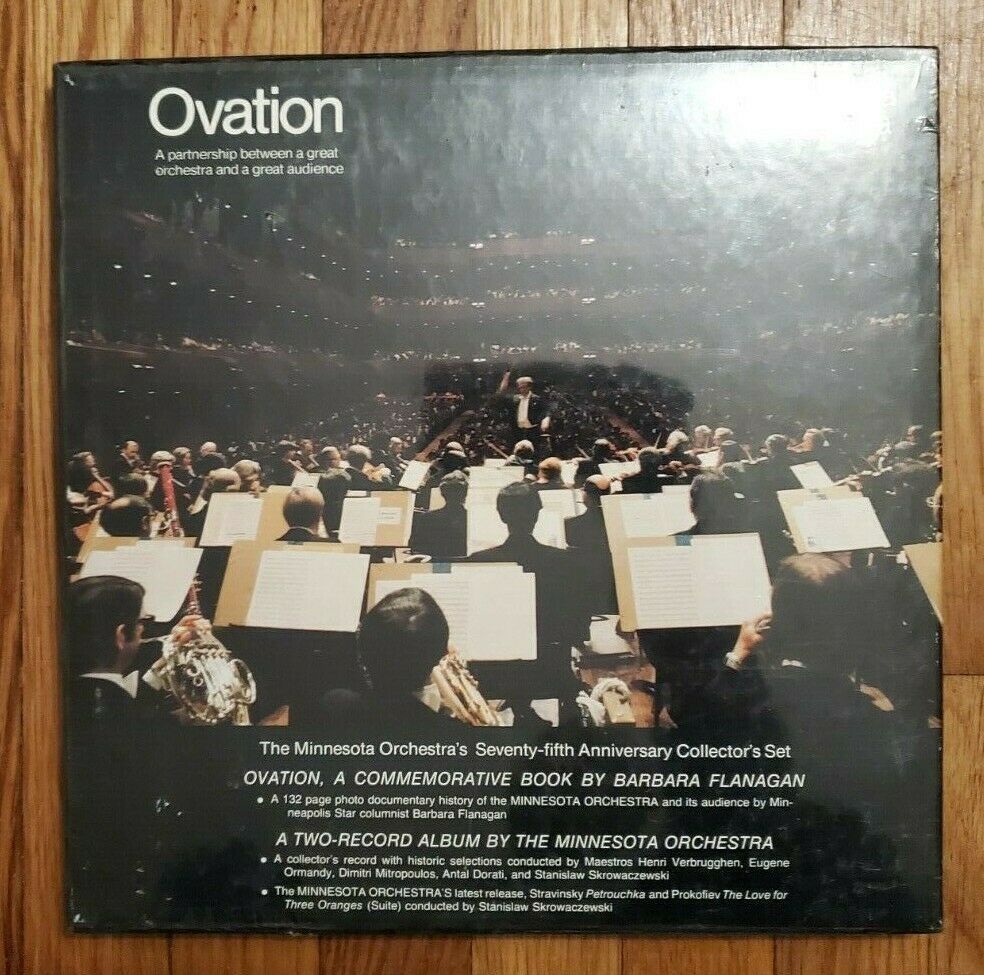 Ovation
A partnership between a great
orchestra and a great audience
The Minnesota Orchestra's Seventy-fifth Anniversary Collector's Set
OVATION, A COMMEMORATIVE BOOK BY BARBARA FLANAGAN
• A 132 page photo documentary history of the MINNESOTA ORCHESTRA and its audience by Min-
neapolis Star columnist Barbara Flanagan
A TWO-RECORD ALBUM BY THE MINNESOTA ORCHESTRA
• A collector's record with historic selections conducted by Maestros Henri Verbrugghen, Eugene
Ormandy, Dimitri Mitropoulos, Antal Dorati, and Stanislaw Skrowaczewski
• The MINNESOTA ORCHESTRA'S latest release, Stravinsky Petrouchka and Prokofiev The Love for
Three Oranges (Suite) conducted by Stanislaw Skrowaczewski